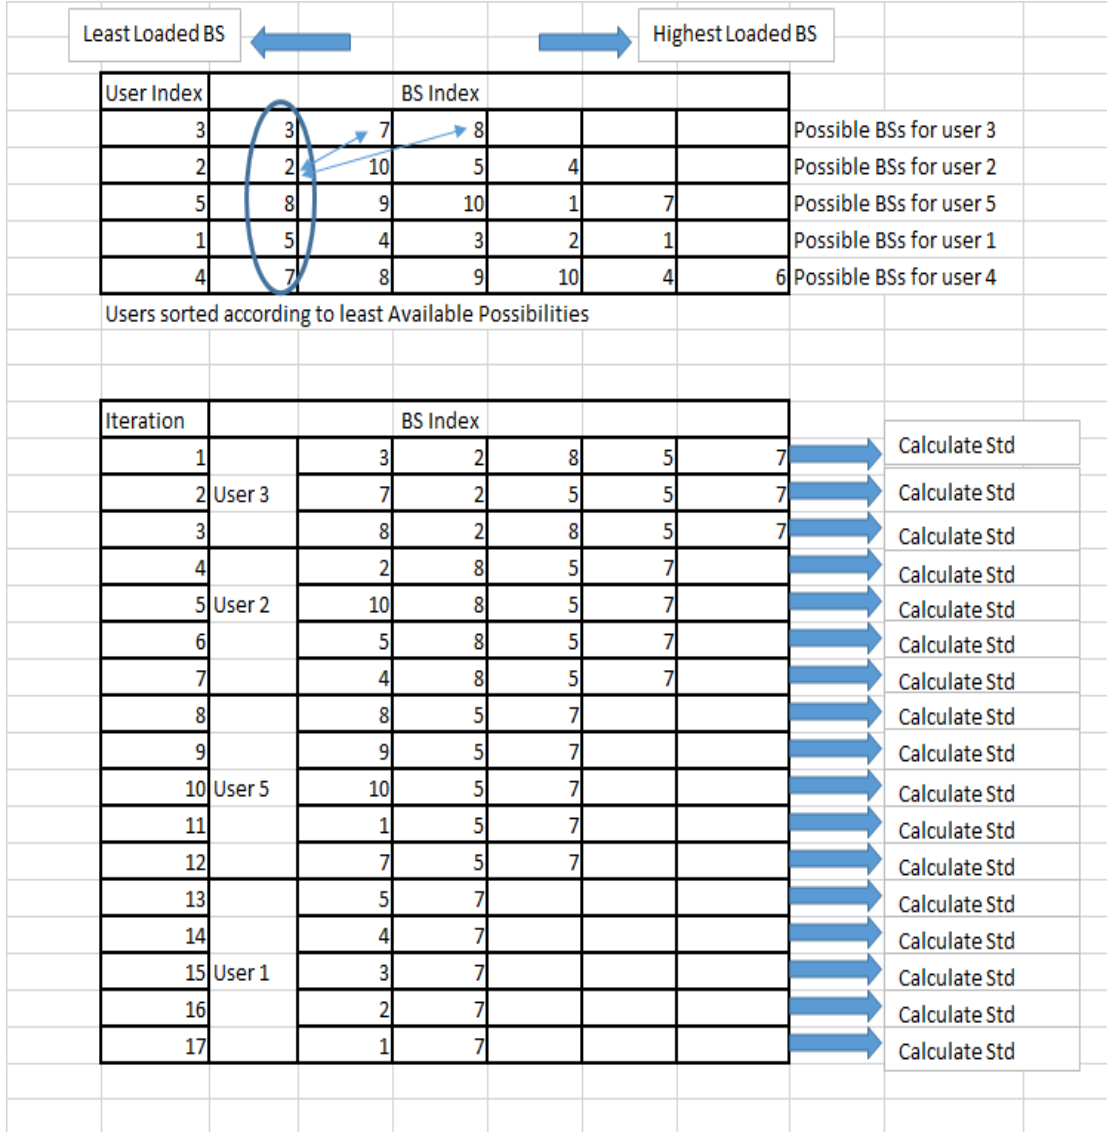 Least Loaded BS Highest Loaded BS
User Index BS Index
3 3 7 8 Possible BSs for user 3
2 2 10 5 4 Possible BSs for user 2
5 8 9 10 1 7 Possible BSs for user 5
1 5 4 3 2 1 Possible BSs for user 1
4 7 8 9 10 4 6 Possible BSs for user 4
Users sorted according to least Available Possibilities
Iteration BS Index
1 3 2 8 5 7 Calculate Std
2 User 3 7 2 5 5 7 Calculate Std
3 8 2 8 5 7 Calculate Std
4 2 8 5 7 Calculate Std
5 User 2 10 8 5 7 Calculate Std
6 5 8 5 7 Calculate Std
7 4 8 5 7 Calculate Std
8 8 5 7 Calculate Std
9 9 5 7 Calculate Std
10 User 5 10 5 7 Calculate Std
11 1 5 7 Calculate Std
12 7 5 7 Calculate Std
13 5 7 Calculate Std
14 4 7 Calculate Std
15 User 1 3 7 Calculate Std
16 2 7 Calculate Std
17 1 7 Calculate Std